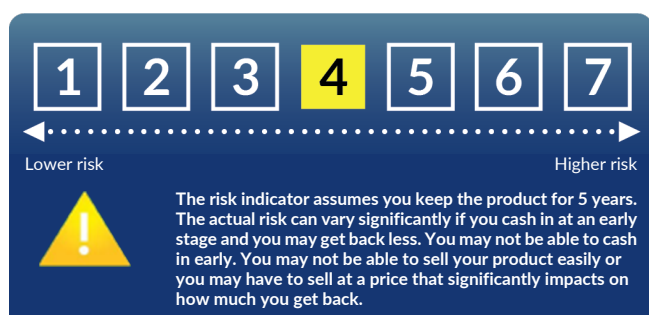 1 2 3 4 5 6 7
Lower risk Higher risk
!
The risk indicator assumes you keep the product for 5 years.
The actual risk can vary significantly if you cash in at an early
stage and you may get back less. You may not be able to cash
in early. You may not be able to sell your product easily or
you may have to sell at a price that significantly impacts on
how much you get back.